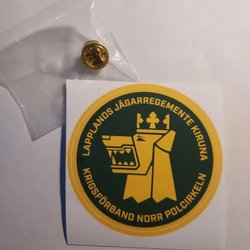 LAPPLANDS JÄGARREGEMENTE KIRUNA
KRIGSFÖRBAND NORR POLCIRKELN